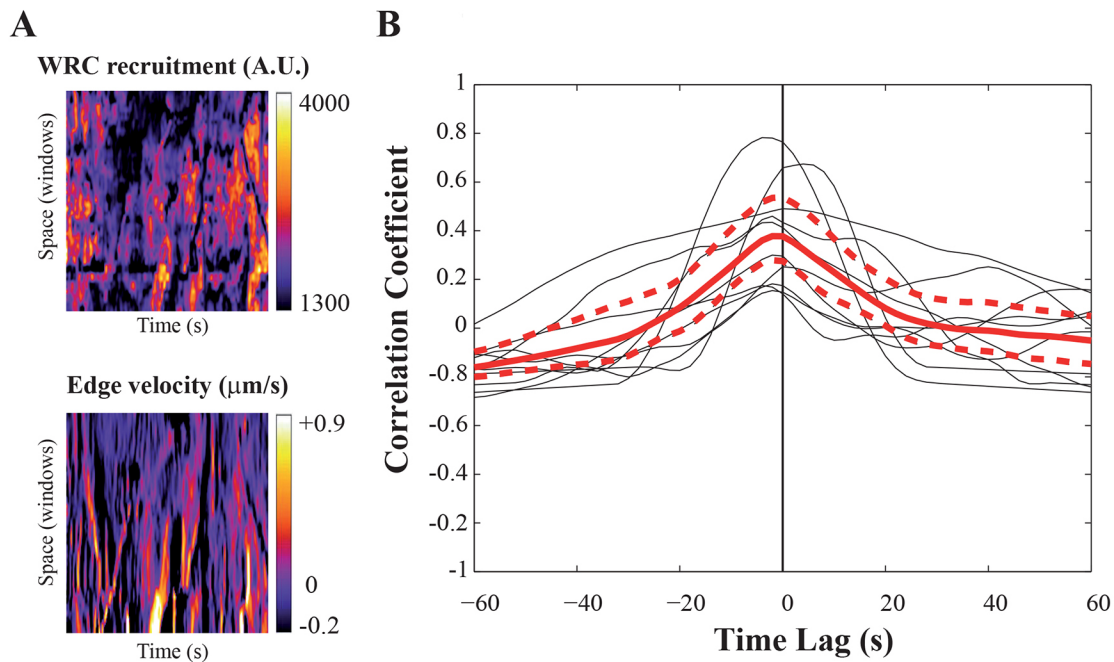 A
WRC recruitment (A.U.)
Space (windows)
4000
1300
Time (s)
Edge velocity (μm/s)
Space (windows)
+0.9
0
-0.2
Time (s)
B
Correlation Coefficient
1
0.8
0.6
0.4
0.2
0
-0.8
-0.6
-0.4
-0.2
-1
−60
−40
−20
0
20
40
60
Time Lag (s)